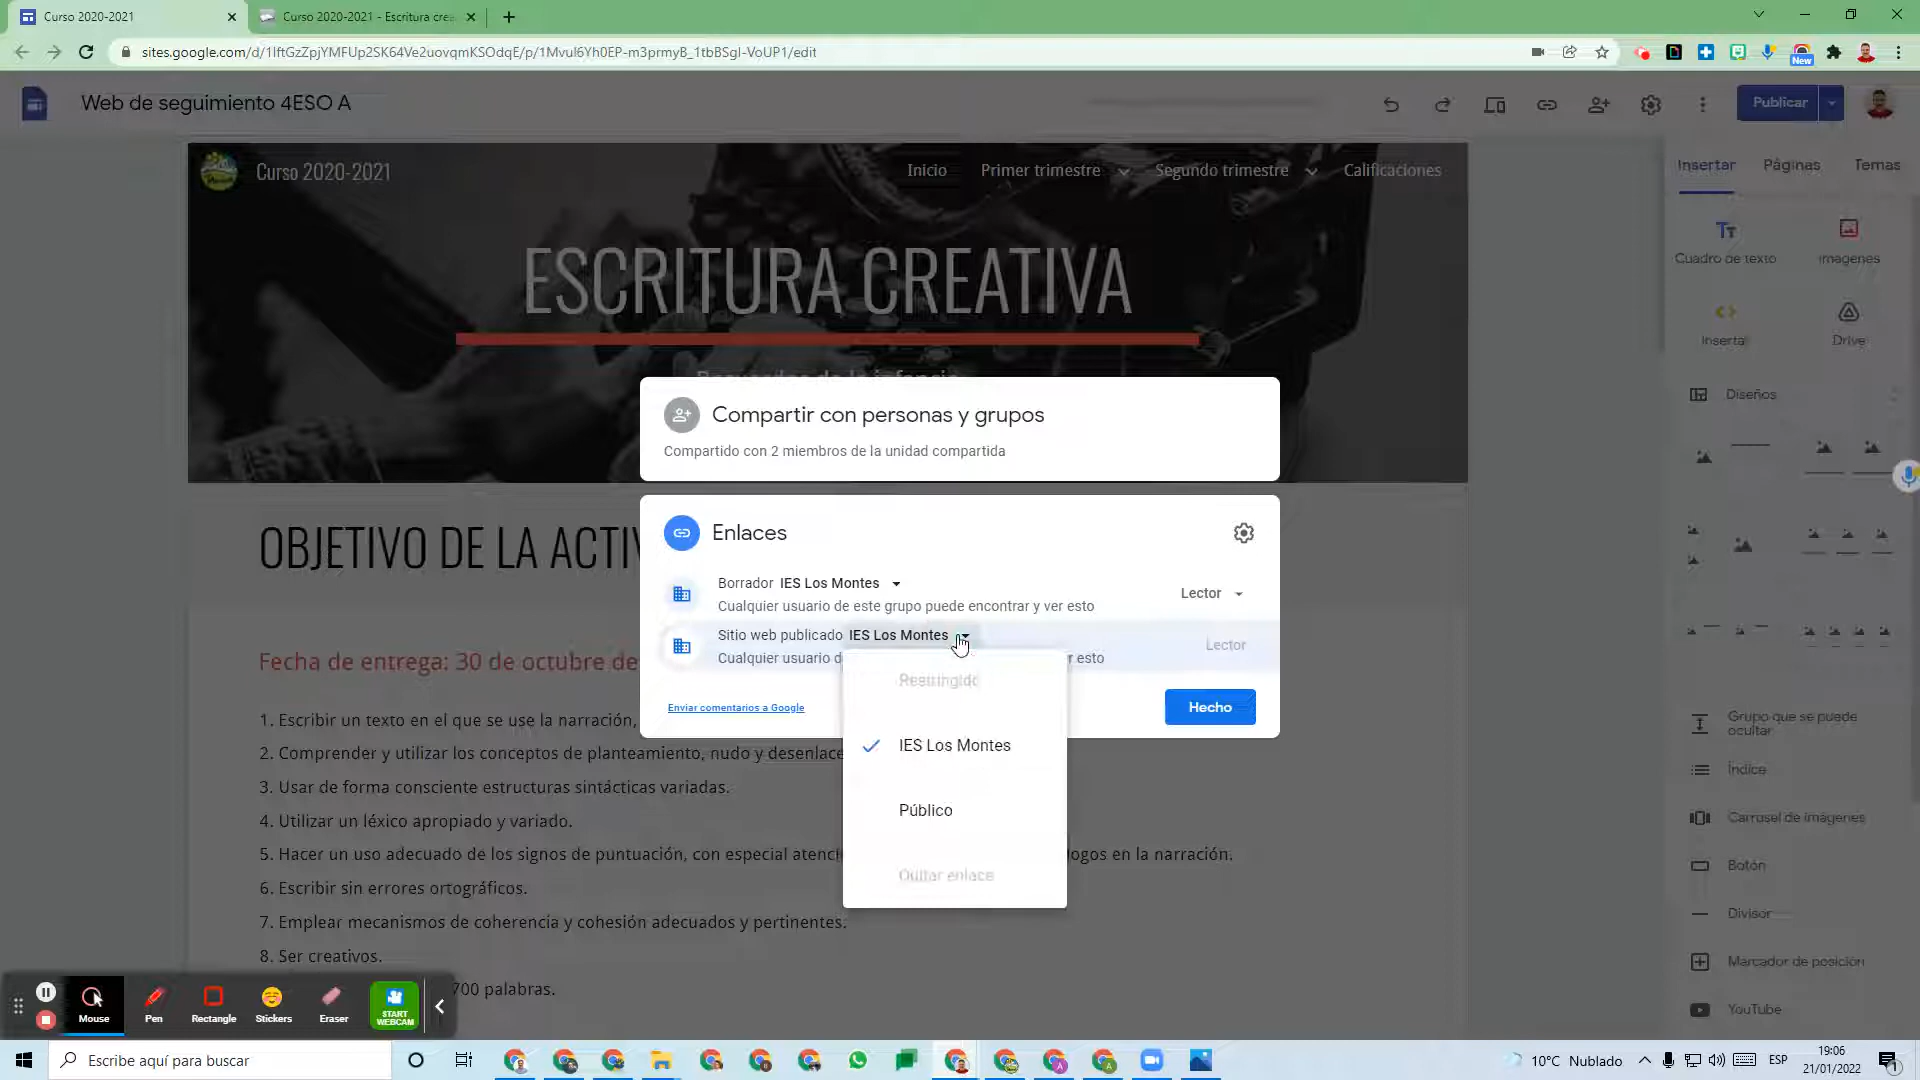 Curso 2020-2021
Curso 2020-2021 - Escritura crea
sites.google.com/d/1lftGzZpjYMFUp2SK64Ve2uovqmKSOdqE/p/1Mvul6Yh0EP-m3prmyB_1tbBSgI-VoUP1/edit
New
Web de seguimiento 4ESO A
Publicar
Curso 2020-2021
Inicio
Primer trimestre
Segundo trimestre
Calificaciones
Insertar
Páginas
Temas
ESCRITURA CREATIVA
Recuerdos de la infancia
Cuadro de texto
Imágenes
Insertar
Drive
Diseños
Compartir con personas y grupos
Compartido con 2 miembros de la unidad compartida
Enlaces
Borrador IES Los Montes
Cualquier usuario de este grupo puede encontrar y ver esto
Lector
Sitio web publicado IES Los Montes
Cualquier usuario d
r esto
Lector
Enviar comentarios a Google
Hecho
Restringido
IES Los Montes
Público
Quitar enlace
OBJETIVO DE LA ACTIV
Fecha de entrega: 30 de octubre de
1. Escribir un texto en el que se use la narración,
2. Comprender y utilizar los conceptos de planteamiento, nudo y desenlace
3. Usar de forma consciente estructuras sintácticas variadas.
4. Utilizar un léxico apropiado y variado.
5. Hacer un uso adecuado de los signos de puntuación, con especial atenci
logos en la narración.
6. Escribir sin errores ortográficos.
7. Emplear mecanismos de coherencia y cohesión adecuados y pertinentes.
8. Ser creativos.
700 palabras.
Grupo que se puede ocultar
Índice
Carrusel de imágenes
Botón
Divisor
Marcador de posición
YouTube
Mouse
Pen
Rectangle
Stickers
Eraser
START WEBCAM
Escribe aquí para buscar
10°C Nublado
ESP
19:06
21/01/2022
1